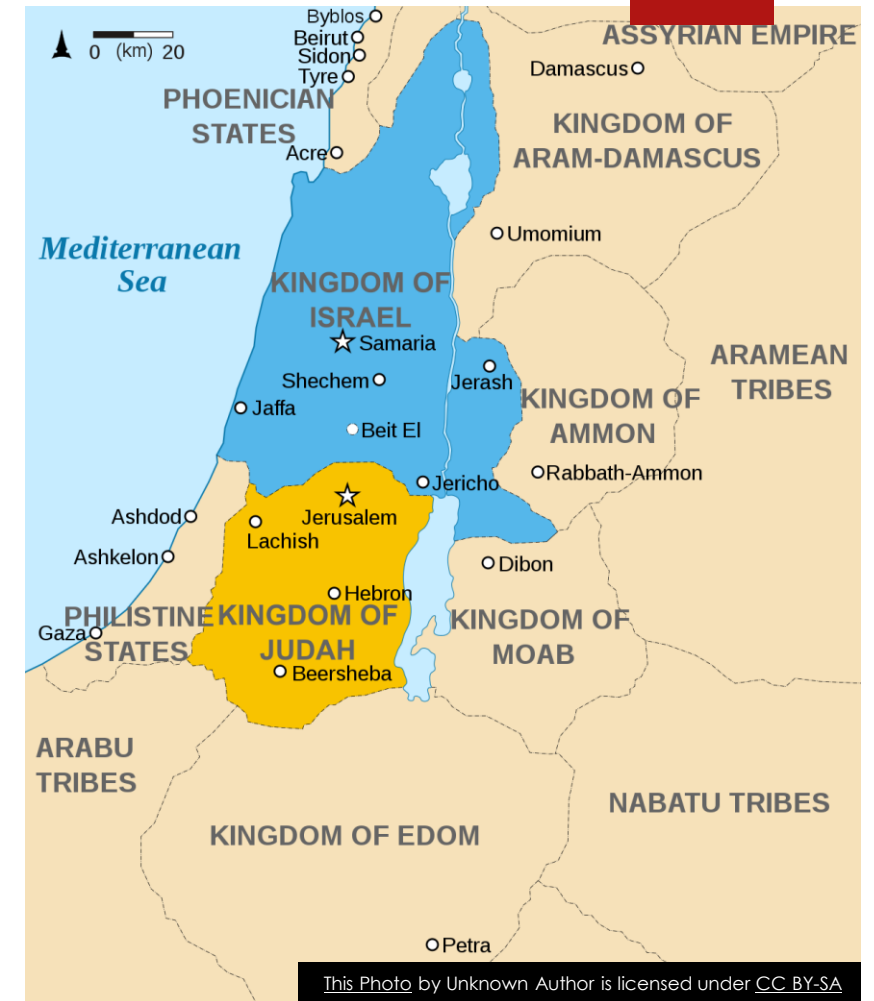 Byblos
Beirut
Sidon
Tyre
0 (km) 20
ASSYRIAN EMPIRE
Damascus
PHOENICIAN
STATES
KINGDOM OF
ARAM-DAMASCUS
Acre
Umomium
Mediterranean
Sea
KINGDOM OF
ISRAEL
Samaria
ARAMEAN
TRIBES
Shechem
Jerash
KINGDOM OF
AMMON
Jaffa
Beit El
Rabbath-Ammon
Jericho
Ashdod
Jerusalem
Lachish
Ashkelon
Dibon
Hebron
PHILISTINE
STATES
Gaza
KINGDOM OF
JUDAH
KINGDOM OF
MOAB
Beersheba
ARABU
TRIBES
NABATU TRIBES
KINGDOM OF EDOM
Petra
This Photo by Unknown Author is licensed under CC BY-SA